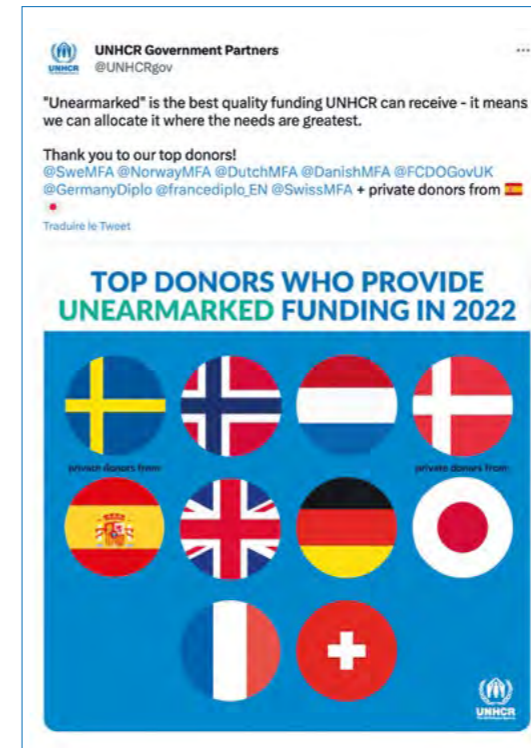 UNHCR Government Partners
UNHCR
@UNHCRgov
"Unearmarked" is the best quality funding UNHCR can receive - it means
we can allocate it where the needs are greatest.
Thank you to our top donors!
@SweMFA @NorwayMFA @DutchMFA @DanishMFA @FCDOGovUK
@GermanyDiplo @francediplo_EN @SwissMFA + private donors from
Traduire le Tweet
TOP DONORS WHO PROVIDE
UNEARMARKED FUNDING IN 2022
private donors from:
private donors from:
UNHCR